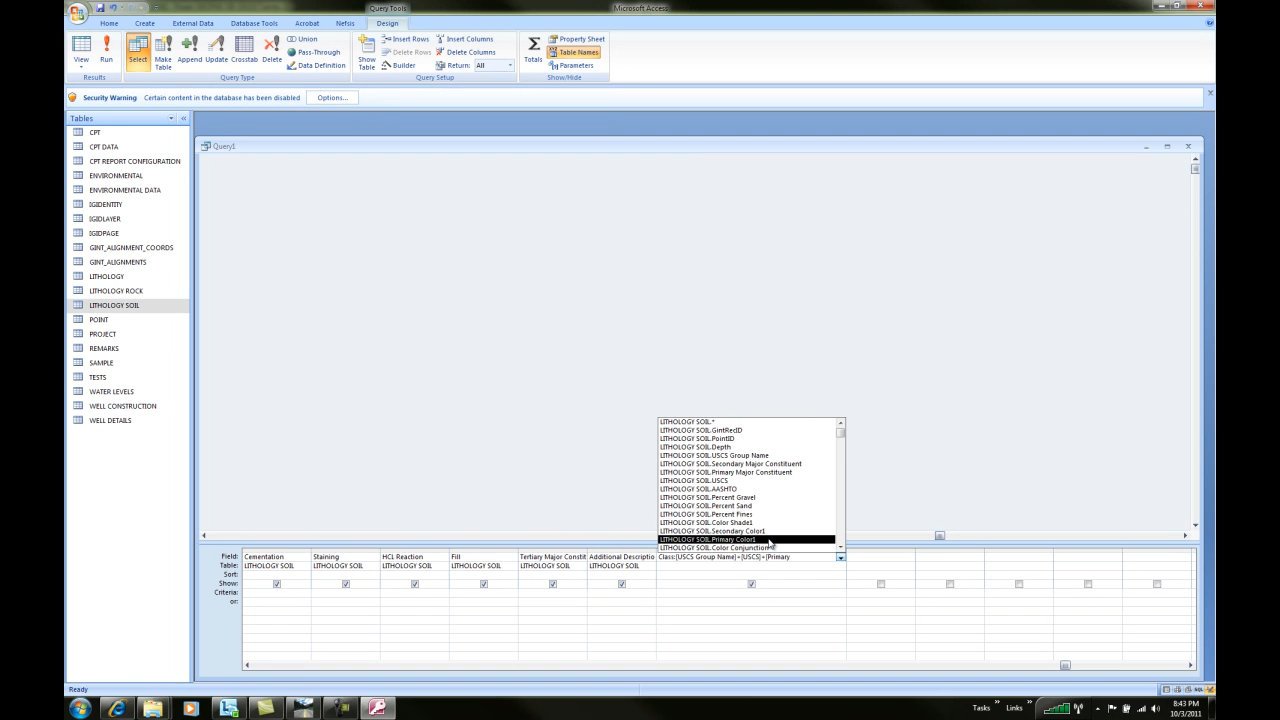 Query Tools
Microsoft Access
Home
Create
External Data
Database Tools
Acrobat
Nefsis
Design
View
Run
Select
Make Table
Append
Update
Crosstab
Delete
Union
Pass-Through
Data Definition
Show Table
Insert Rows
Delete Rows
Builder
Insert Columns
Delete Columns
Return: All
Totals
Property Sheet
Table Names
Parameters
Results
Query Type
Query Setup
Show/Hide
Security Warning Certain content in the database has been disabled Options...
Tables
Query1
CPT
CPT DATA
CPT REPORT CONFIGURATION
ENVIRONMENTAL
ENVIRONMENTAL DATA
IGIDENTITY
IGIDLAYER
IGIDPAGE
GINT_ALIGNMENT_COORDS
GINT_ALIGNMENTS
LITHOLOGY
LITHOLOGY ROCK
LITHOLOGY SOIL
POINT
PROJECT
REMARKS
SAMPLE
TESTS
WATER LEVELS
WELL CONSTRUCTION
WELL DETAILS
LITHOLOGY SOIL.*
LITHOLOGY SOIL.GintRecID
LITHOLOGY SOIL.PointID
LITHOLOGY SOIL.Depth
LITHOLOGY SOIL.USCS Group Name
LITHOLOGY SOIL.Secondary Major Constituent
LITHOLOGY SOIL.Primary Major Constituent
LITHOLOGY SOIL.USCS
LITHOLOGY SOIL.AASHTO
LITHOLOGY SOIL.Percent Gravel
LITHOLOGY SOIL.Percent Sand
LITHOLOGY SOIL.Percent Fines
LITHOLOGY SOIL.Color Shade1
LITHOLOGY SOIL.Secondary Color1
LITHOLOGY SOIL.Primary Color1
LITHOLOGY SOIL.Color Conjunction
Field: Cementation Staining HCL Reaction Fill Tertiary Major Constit Additional Descriptio Class:[USCS Group Name]+[USCS]+[Primary
Table: LITHOLOGY SOIL LITHOLOGY SOIL LITHOLOGY SOIL LITHOLOGY SOIL LITHOLOGY SOIL LITHOLOGY SOIL
Sort:
Show:
Criteria:
or:
Ready
SQL
Tasks
Links
8:43 PM
10/3/2011